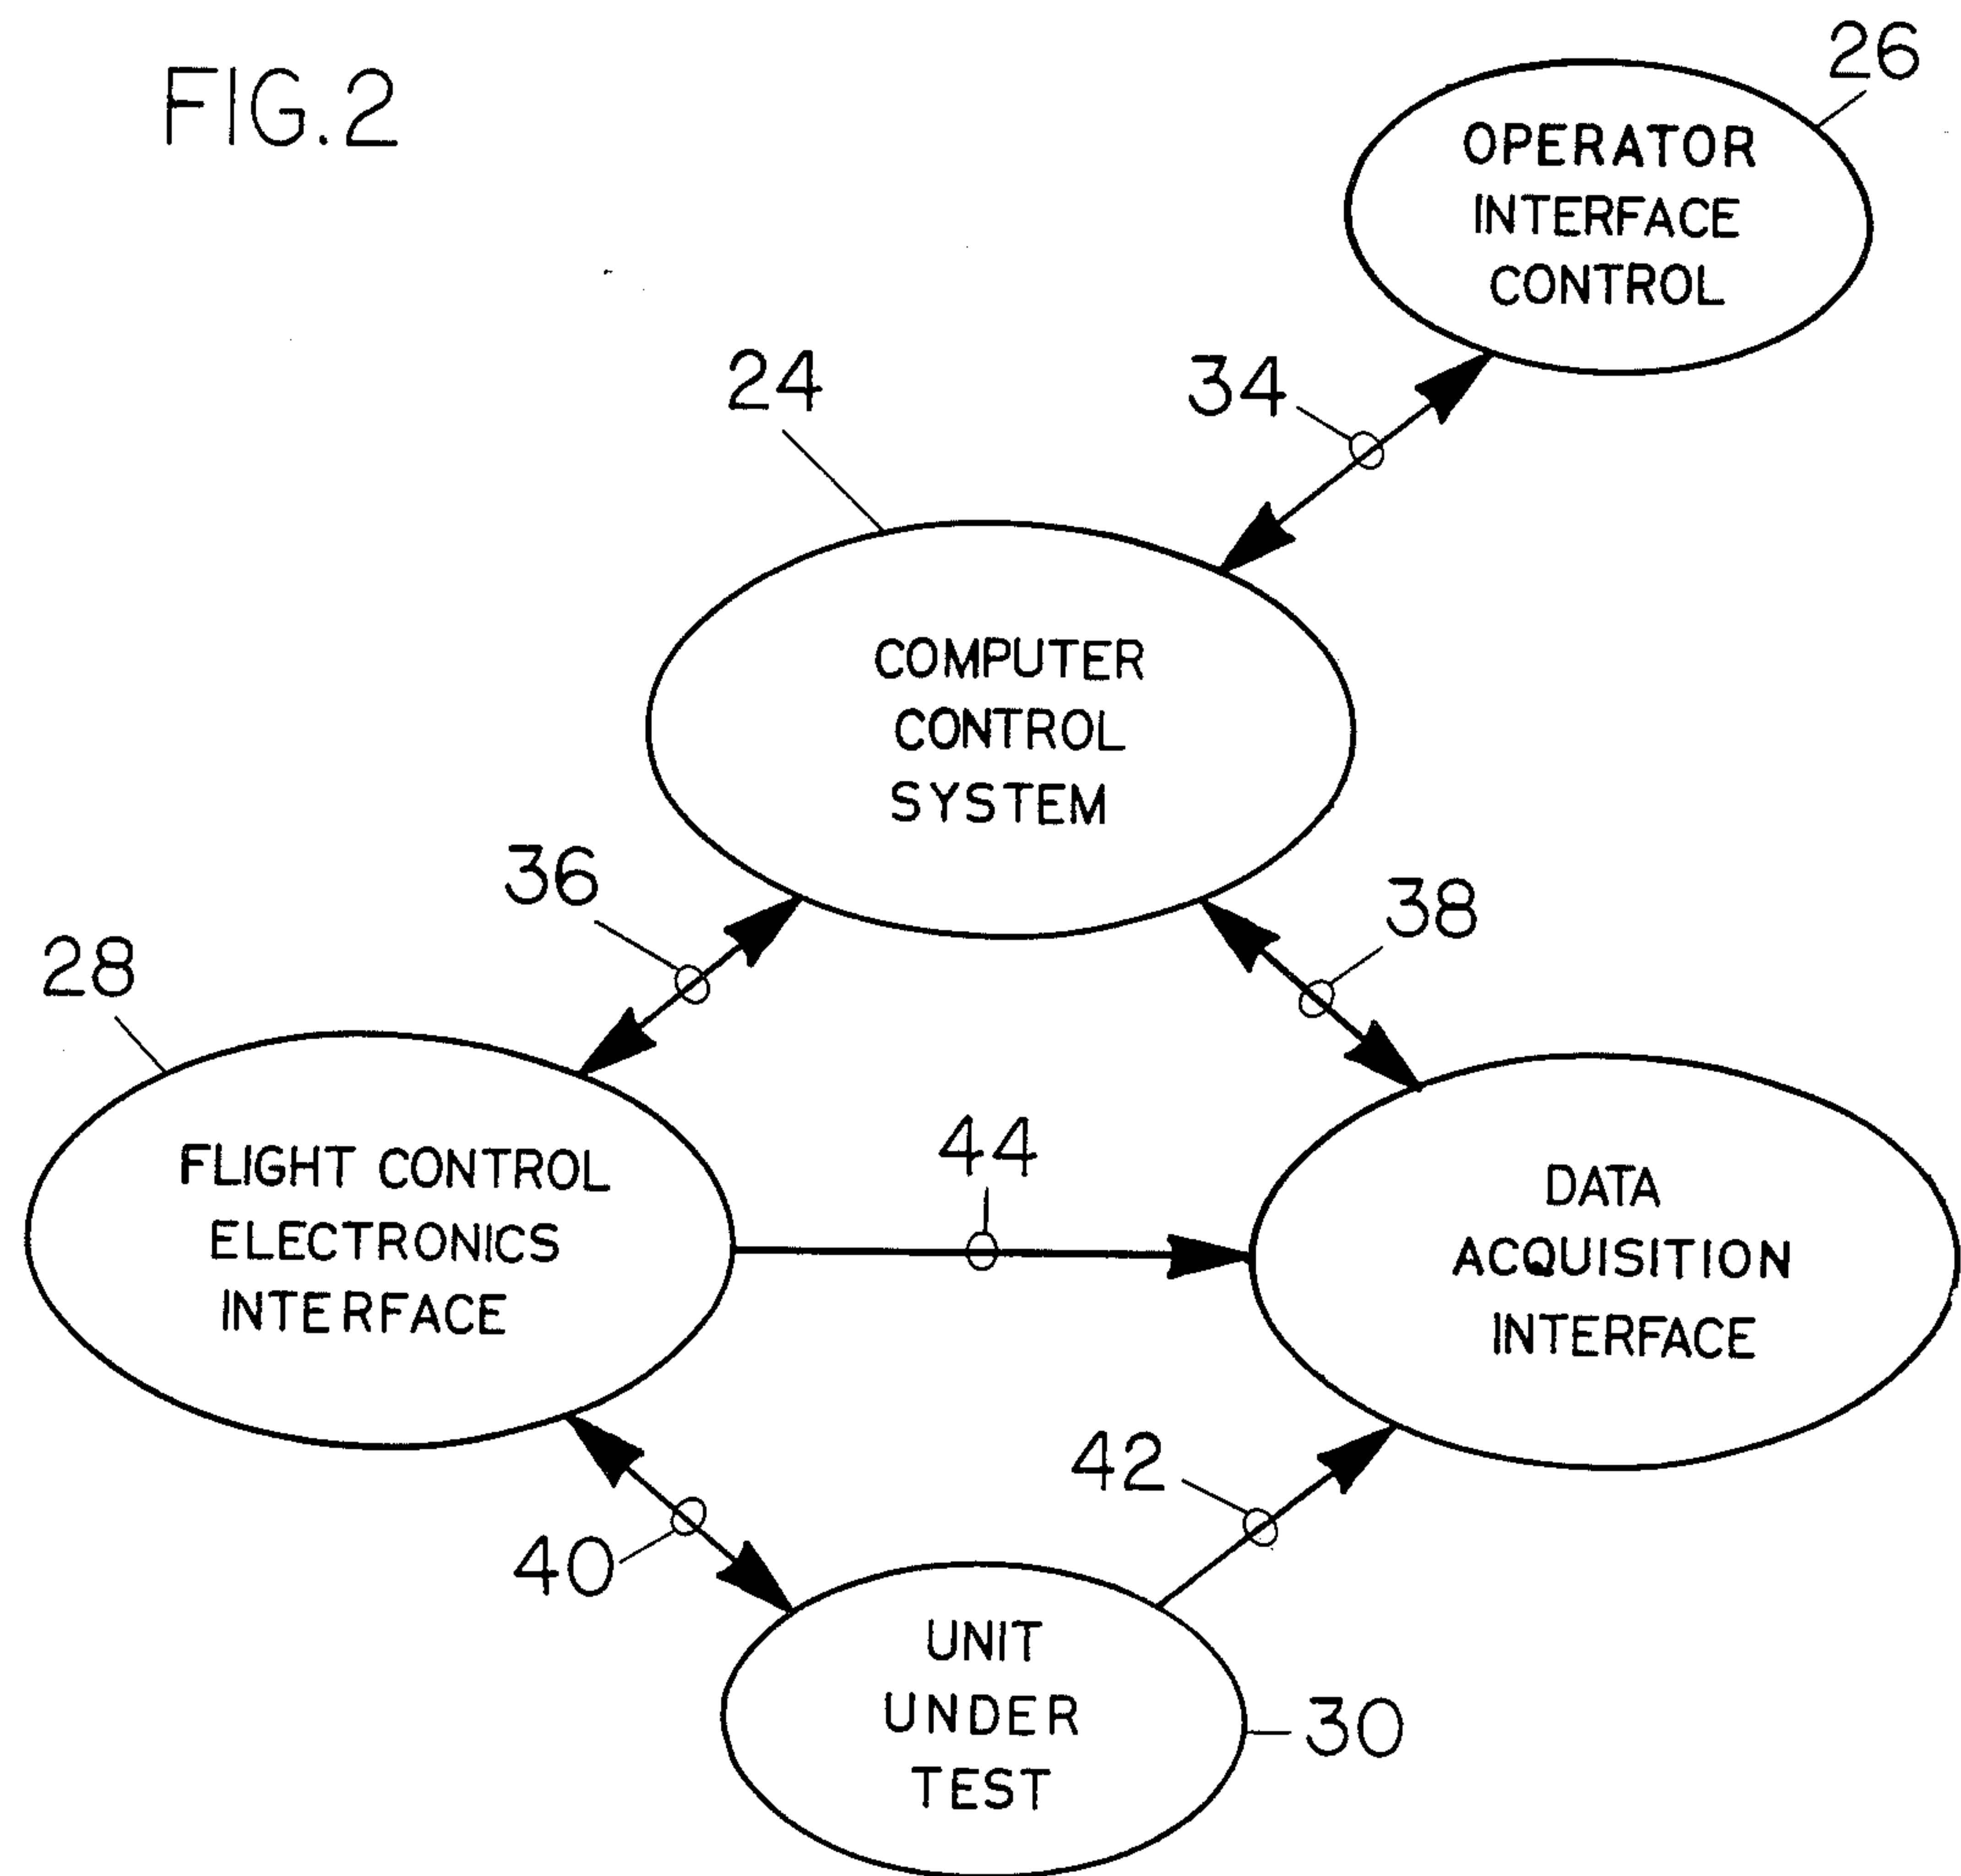 FIG.2
26
OPERATOR
INTERFACE
CONTROL
24
34
COMPUTER
CONTROL
SYSTEM
36
38
28
FLIGHT CONTROL
ELECTRONICS
INTERFACE
44
DATA
ACQUISITION
INTERFACE
40
42
UNIT
UNDER
TEST
30